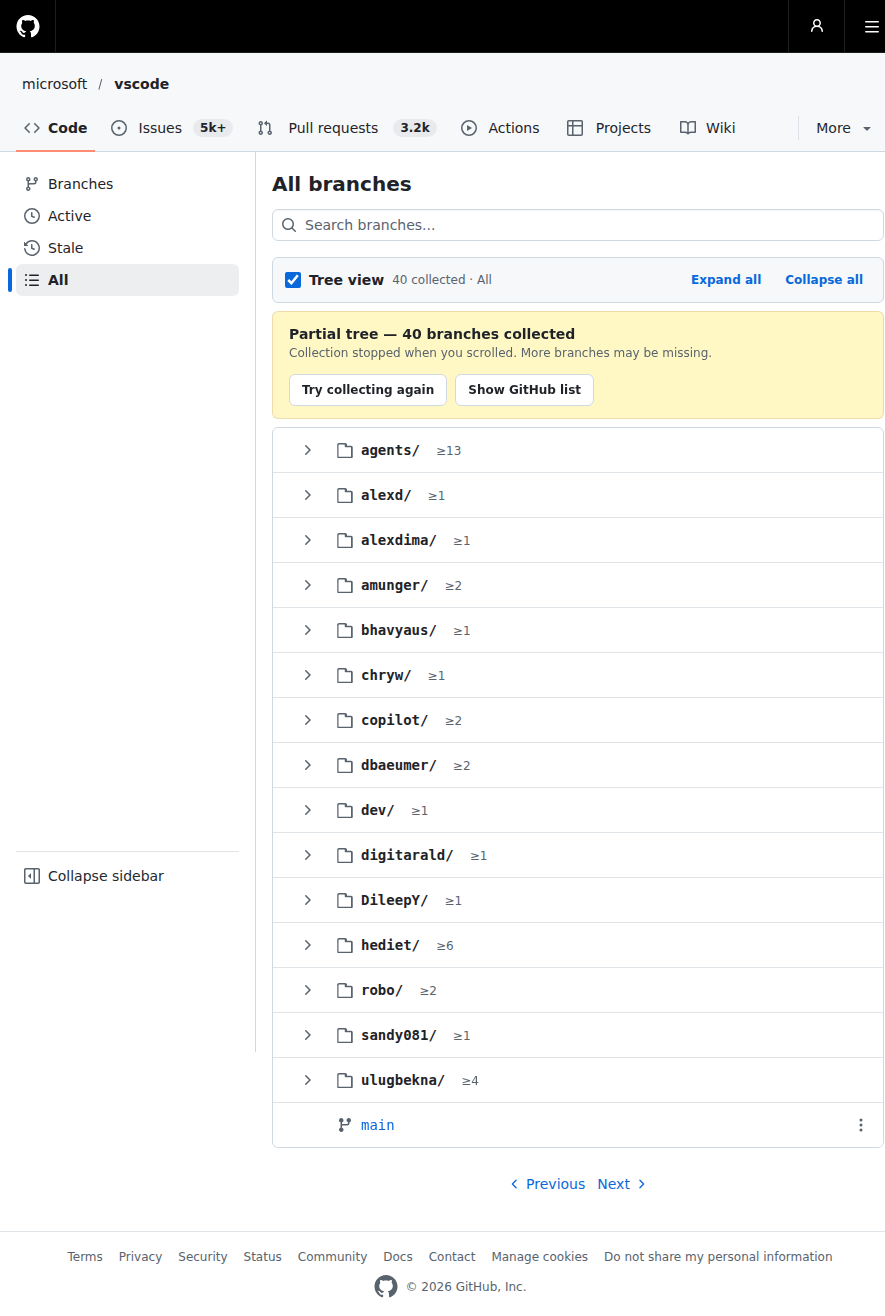 microsoft / vscode
Code Issues 5k+ Pull requests 3.2k Actions Projects Wiki More
Branches
Active
Stale
All
Collapse sidebar
All branches
Search branches...
Tree view 40 collected · All Expand all Collapse all
Partial tree — 40 branches collected
Collection stopped when you scrolled. More branches may be missing.
Try collecting again Show GitHub list
agents/ ≥13
alexd/ ≥1
alexdima/ ≥1
amunger/ ≥2
bhavyaus/ ≥1
chryw/ ≥1
copilot/ ≥2
dbaeumer/ ≥2
dev/ ≥1
digitarald/ ≥1
DileepY/ ≥1
hediet/ ≥6
robo/ ≥2
sandy081/ ≥1
ulugbekna/ ≥4
main
Previous Next
Terms Privacy Security Status Community Docs Contact Manage cookies Do not share my personal information
© 2026 GitHub, Inc.